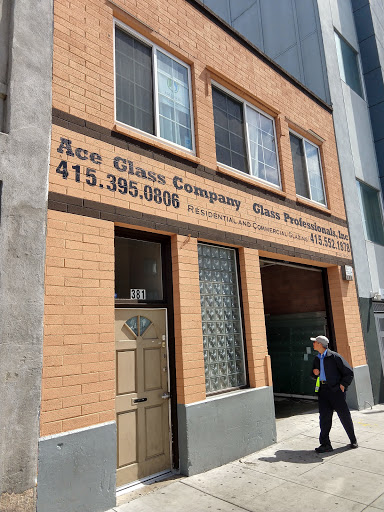 Ace Glass Company Glass Professionals, Inc
415.395.0806 Residential and Commercial Glazing 415.552.1878
381